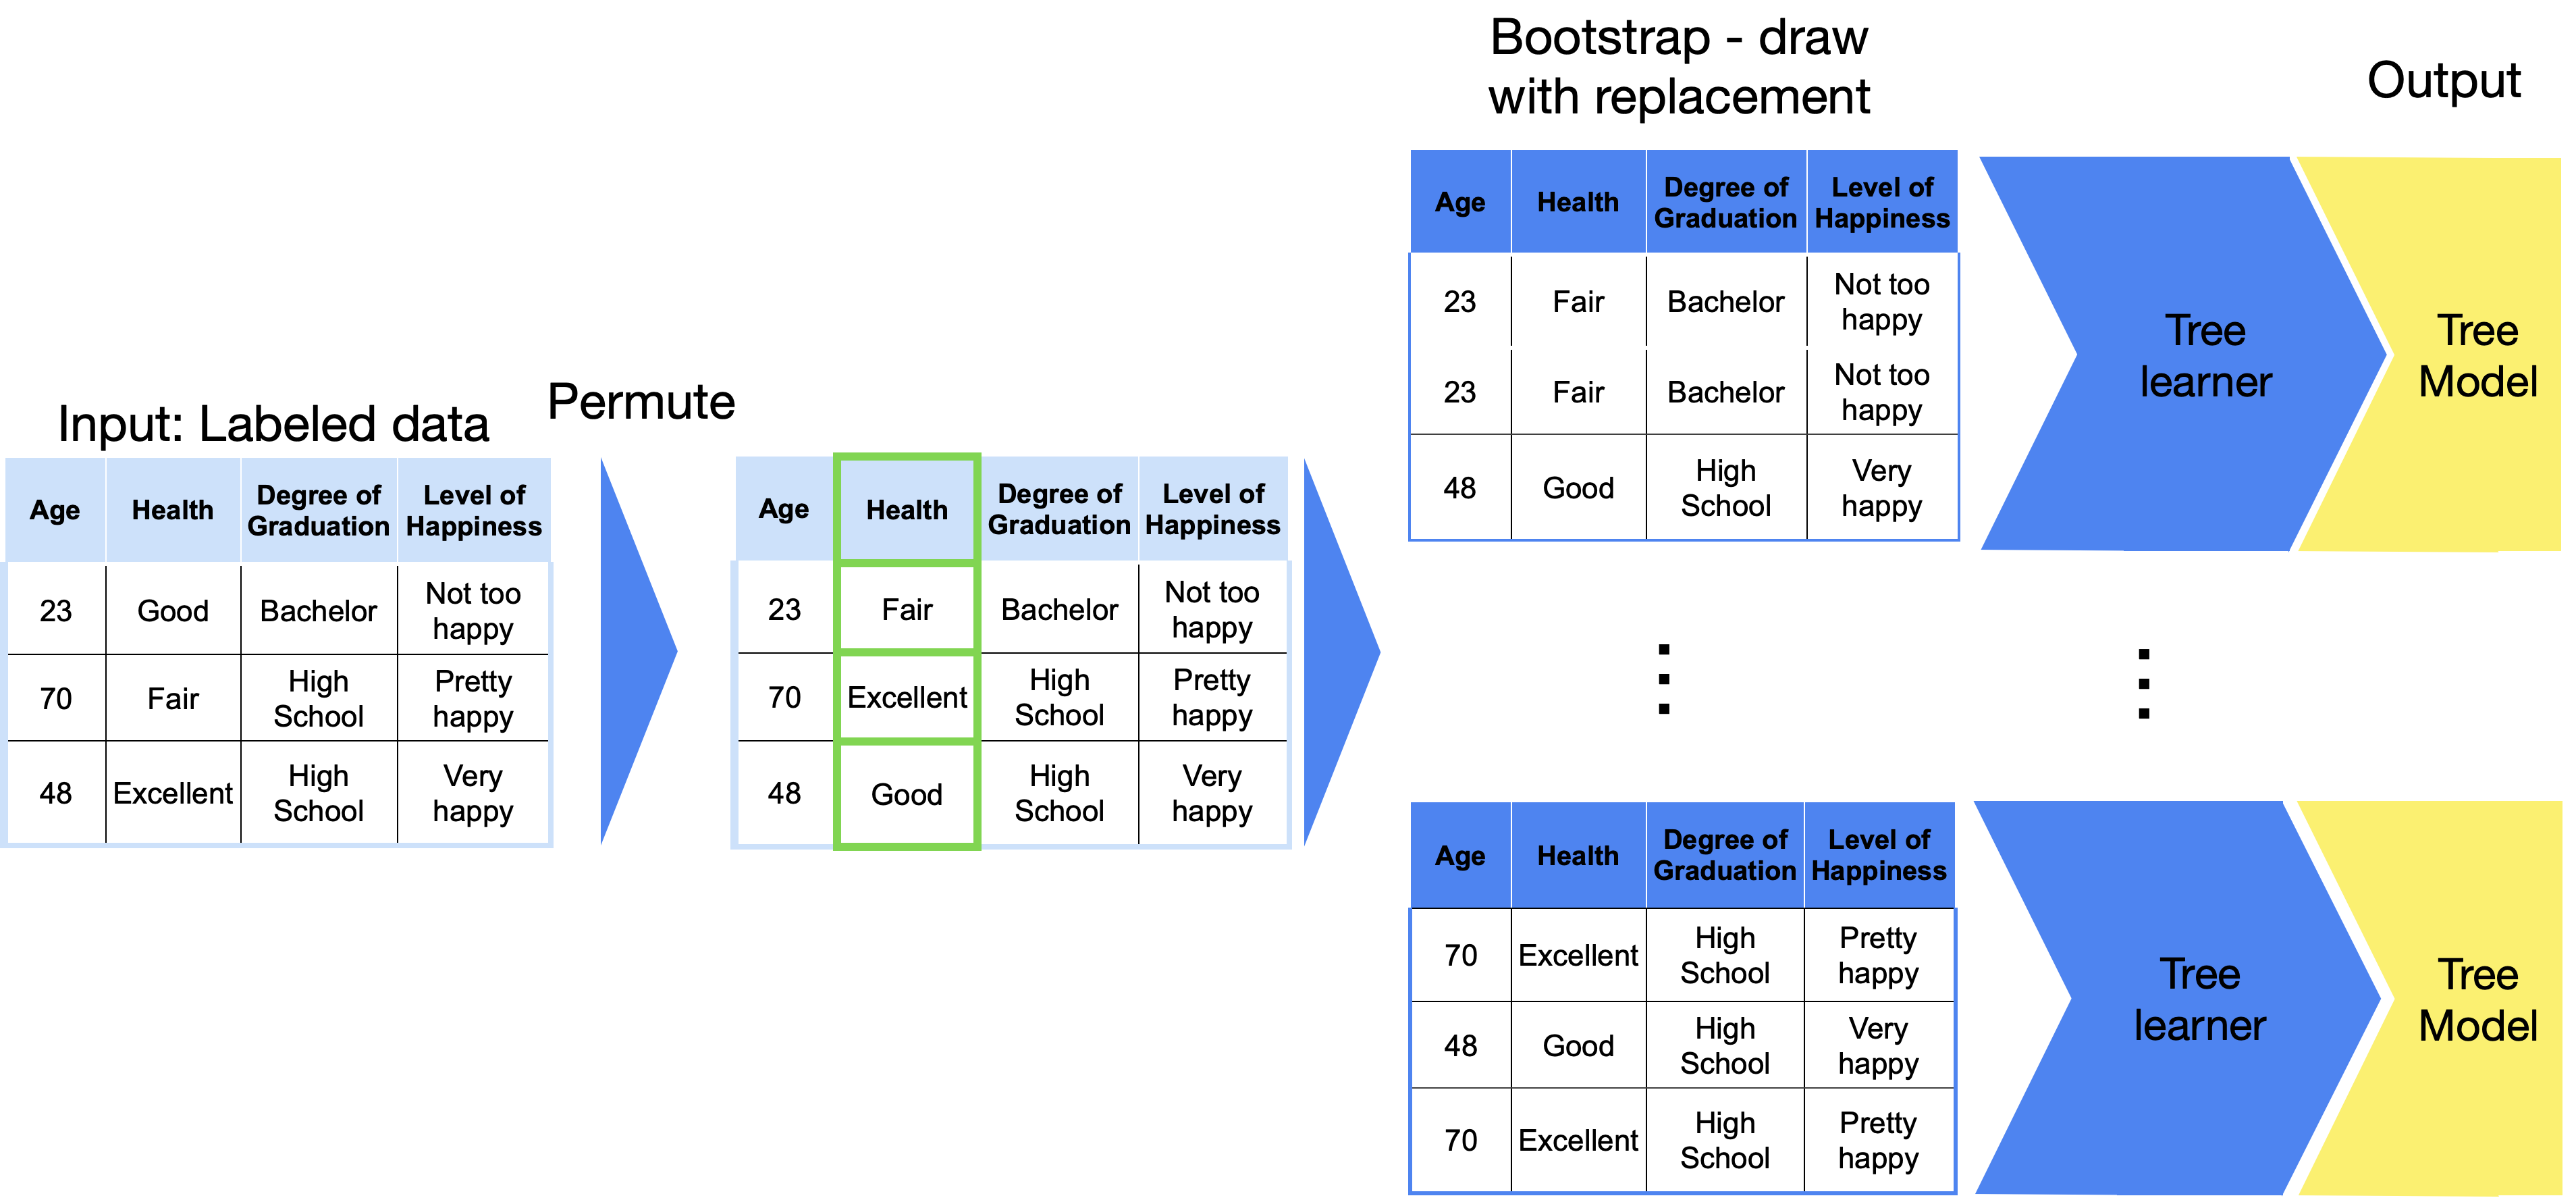 Bootstrap - draw
with replacement
Output
Input: Labeled data
Permute
Age Health Degree of Graduation Level of Happiness
23 Good Bachelor Not too happy
70 Fair High School Pretty happy
48 Excellent High School Very happy
Age Health Degree of Graduation Level of Happiness
23 Fair Bachelor Not too happy
70 Excellent High School Pretty happy
48 Good High School Very happy
Age Health Degree of Graduation Level of Happiness
23 Fair Bachelor Not too happy
23 Fair Bachelor Not too happy
48 Good High School Very happy
Tree
learner
Tree
Model
Age Health Degree of Graduation Level of Happiness
70 Excellent High School Pretty happy
48 Good High School Very happy
70 Excellent High School Pretty happy
Tree
learner
Tree
Model